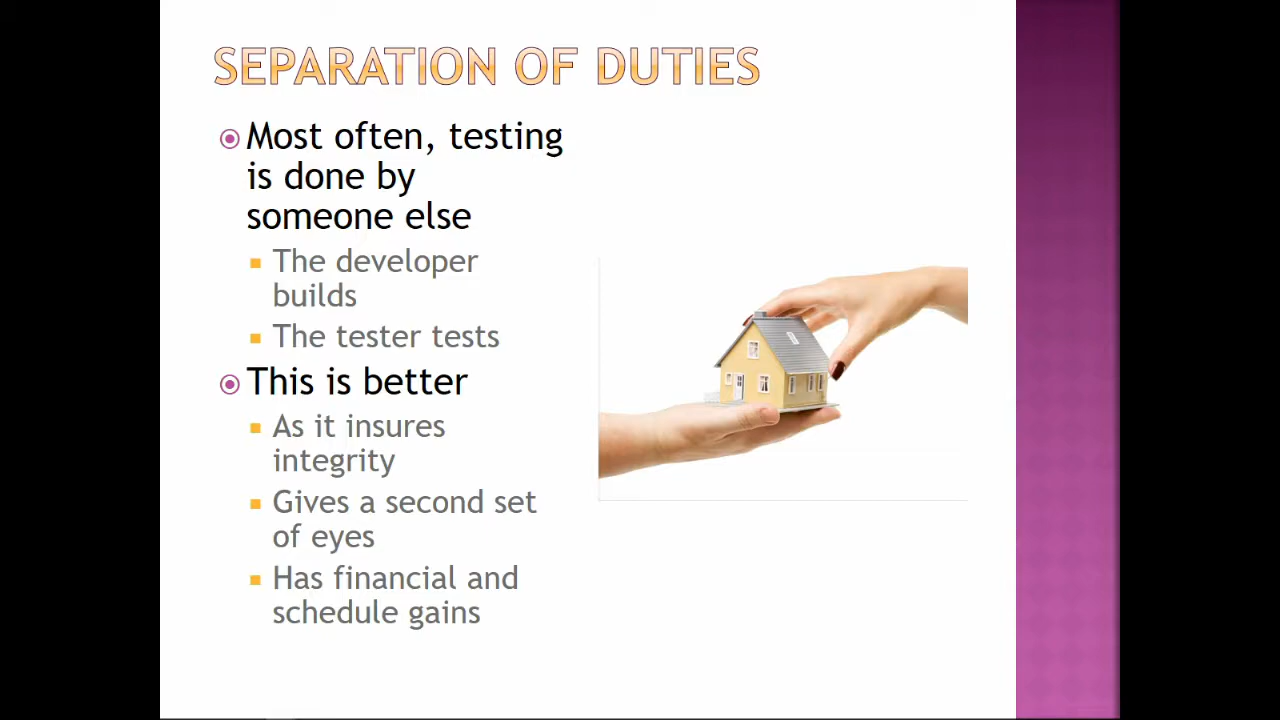 SEPARATION OF DUTIES
Most often, testing
is done by
someone else
The developer
builds
The tester tests
This is better
As it insures
integrity
Gives a second set
of eyes
Has financial and
schedule gains